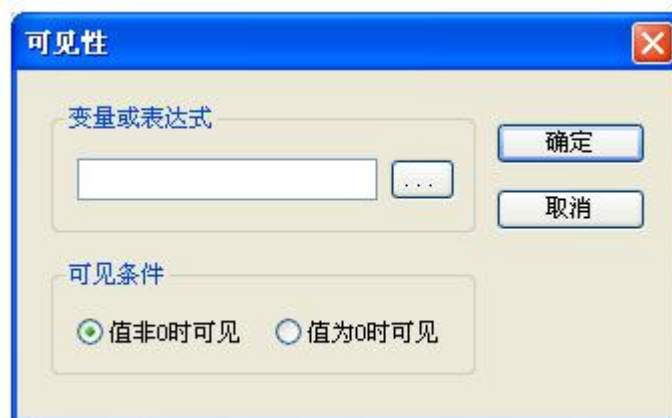 可见性
变量或表达式
...
确定
取消
可见条件
值非0时可见
值为0时可见